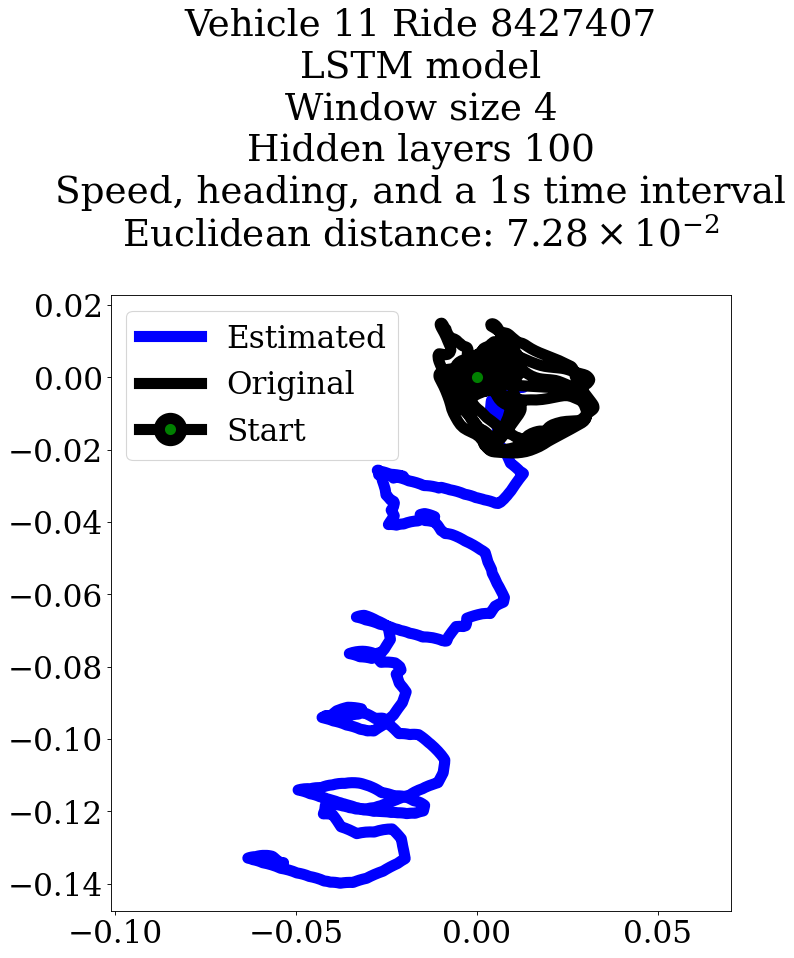 Vehicle 11 Ride 8427407
LSTM model
Window size 4
Hidden layers 100
Speed, heading, and a 1s time interval
Euclidean distance: 7.28 × 10⁻²
Estimated
Original
Start
0.02
0.00
−0.02
−0.04
−0.06
−0.08
−0.10
−0.12
−0.14
−0.10 −0.05 0.00 0.05